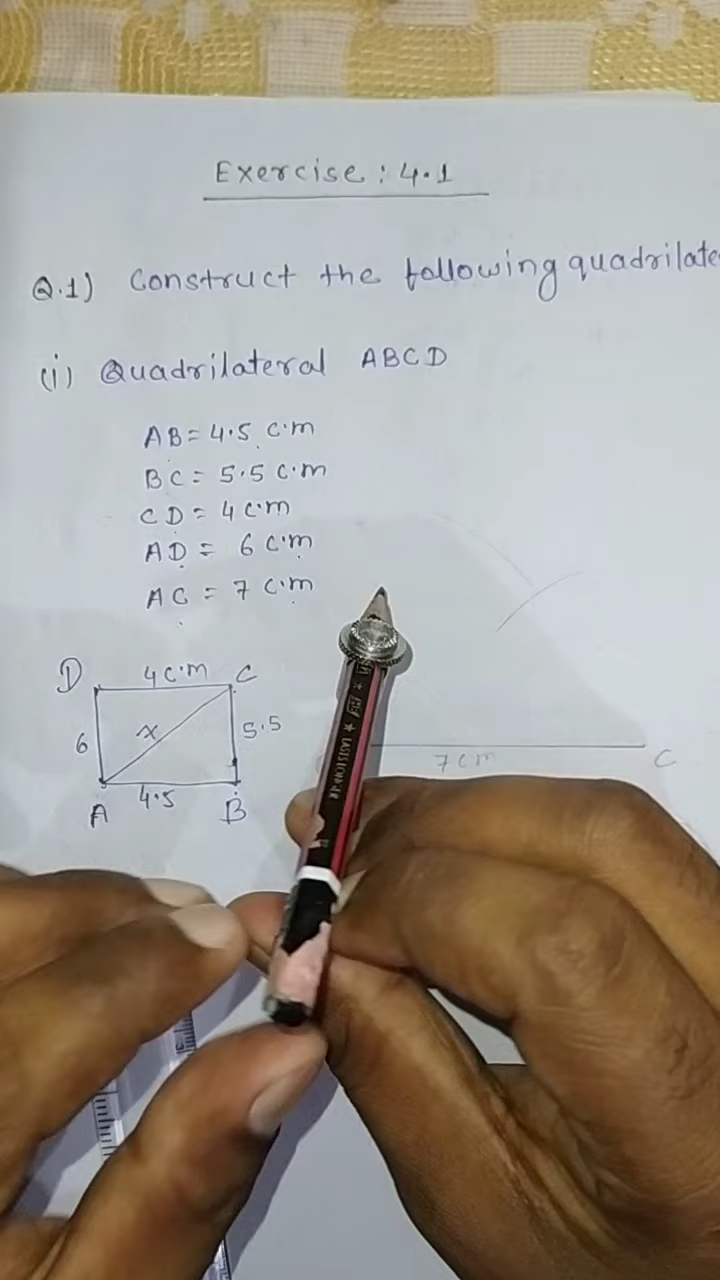 Exercise : 4.1
Q.1) Construct the following quadrilate
(i) Quadrilateral ABCD
AB = 4.5 c.m
BC = 5.5 c.m
CD = 4 c.m
AD = 6 c.m
AC = 7 c.m
D 4 c.m C
6 x 5.5
A 4.5 B
7 cm C